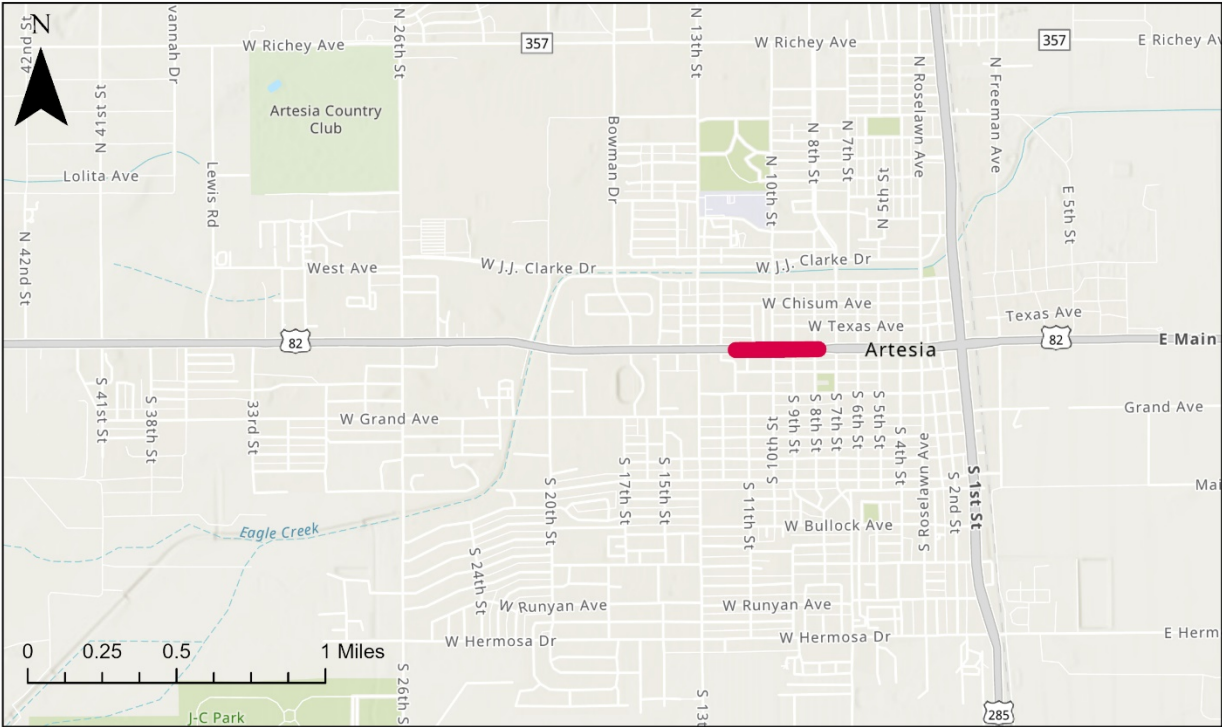 N
42nd St
vannah Dr
W Richey Ave
N 26th St
357
N 13th St
W Richey Ave
357
E Richey Av
N 41st St
Artesia Country
Club
Bowman Dr
N 8th St
N 7th St
N Roselawn Ave
N Freeman Ave
Lolita Ave
Lewis Rd
N 10th St
N 5th St
E 5th St
N 42nd St
West Ave
W J.J. Clarke Dr
W J.J. Clarke Dr
W Chisum Ave
W Texas Ave
Texas Ave
82
Artesia
82
E Main
S 41st St
S 38th St
33rd St
W Grand Ave
S 10th St
S 9th St
S 8th St
S 7th St
S 6th St
S 5th St
S 4th St
S Roselawn Ave
Grand Ave
S 20th St
S 17th St
S 15th St
S 11th St
S 2nd St
S 1st St
Mai
Eagle Creek
W Bullock Ave
S 24th St
W Runyan Ave
W Runyan Ave
W Hermosa Dr
W Hermosa Dr
E Herm
0 0.25 0.5 1 Miles
S 26th S
S 13t
J-C Park
285